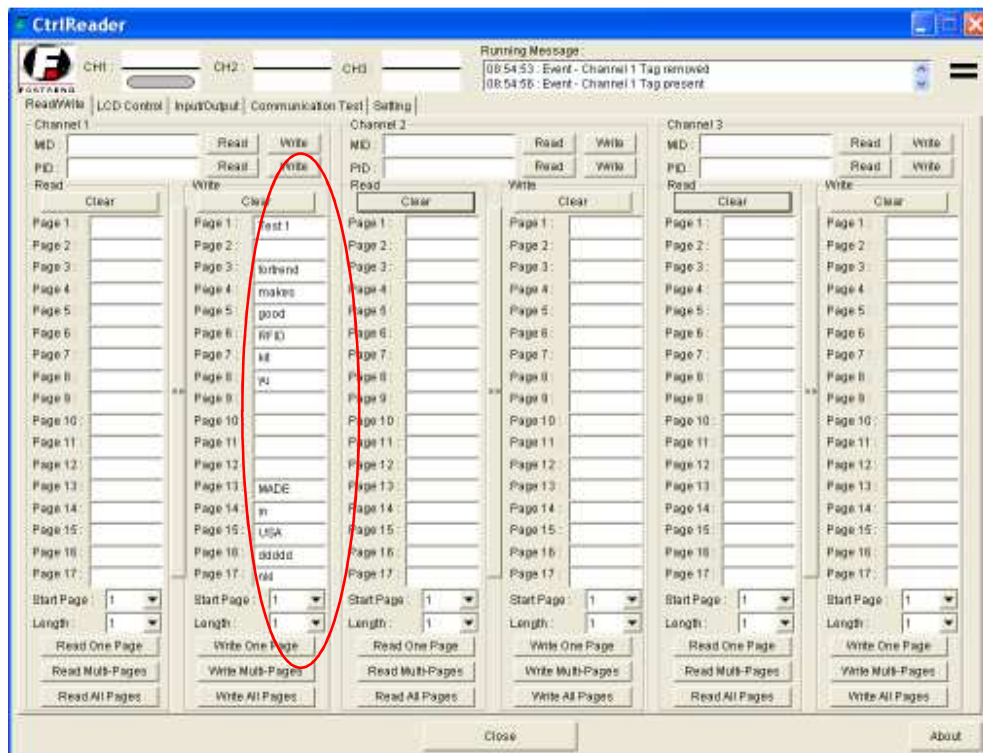 CtrlReader
FORTREND
CH1 : CH2 : CH3 :
Running Message :
08:54:53 : Event - Channel 1 Tag removed
08:54:56 : Event - Channel 1 Tag present
Read/Write LCD Control Input/Output Communication Test Setting
Channel 1 Channel 2 Channel 3
MID : Read Write MID : Read Write MID : Read Write
PID : Read Write PID : Read Write PID : Read Write
Read Write Read Write Read Write
Clear Clear Clear Clear Clear Clear
Page 1 : Page 1 : Test 1 Page 1 : Page 1 : Page 1 : Page 1 :
Page 2 : Page 2 : Page 2 : Page 2 : Page 2 : Page 2 :
Page 3 : Page 3 : fortrend Page 3 : Page 3 : Page 3 : Page 3 :
Page 4 : Page 4 : makes Page 4 : Page 4 : Page 4 : Page 4 :
Page 5 : Page 5 : good Page 5 : Page 5 : Page 5 : Page 5 :
Page 6 : Page 6 : RFID Page 6 : Page 6 : Page 6 : Page 6 :
Page 7 : Page 7 : Page 7 : Page 7 : Page 7 : Page 7 :
Page 8 : Page 8 : yu Page 8 : Page 8 : Page 8 : Page 8 :
Page 9 : Page 9 : Page 9 : >> Page 9 : Page 9 : >> Page 9 :
Page 10 : >> Page 10 : Page 10 : Page 10 : Page 10 : Page 10 :
Page 11 : Page 11 : Page 11 : Page 11 : Page 11 : Page 11 :
Page 12 : Page 12 : Page 12 : Page 12 : Page 12 : Page 12 :
Page 13 : Page 13 : MADE Page 13 : Page 13 : Page 13 : Page 13 :
Page 14 : Page 14 : in Page 14 : Page 14 : Page 14 : Page 14 :
Page 15 : Page 15 : USA Page 15 : Page 15 : Page 15 : Page 15 :
Page 16 : Page 16 : ddddd Page 16 : Page 16 : Page 16 : Page 16 :
Page 17 : Page 17 : Page 17 : Page 17 : Page 17 : Page 17 :
Start Page : 1 Start Page : 1 Start Page : 1 Start Page : 1 Start Page : 1 Start Page : 1
Length : 1 Length : 1 Length : 1 Length : 1 Length : 1 Length : 1
Read One Page Write One Page Read One Page Write One Page Read One Page Write One Page
Read Multi-Pages Write Multi-Pages Read Multi-Pages Write Multi-Pages Read Multi-Pages Write Multi-Pages
Read All Pages Write All Pages Read All Pages Write All Pages Read All Pages Write All Pages
Close About